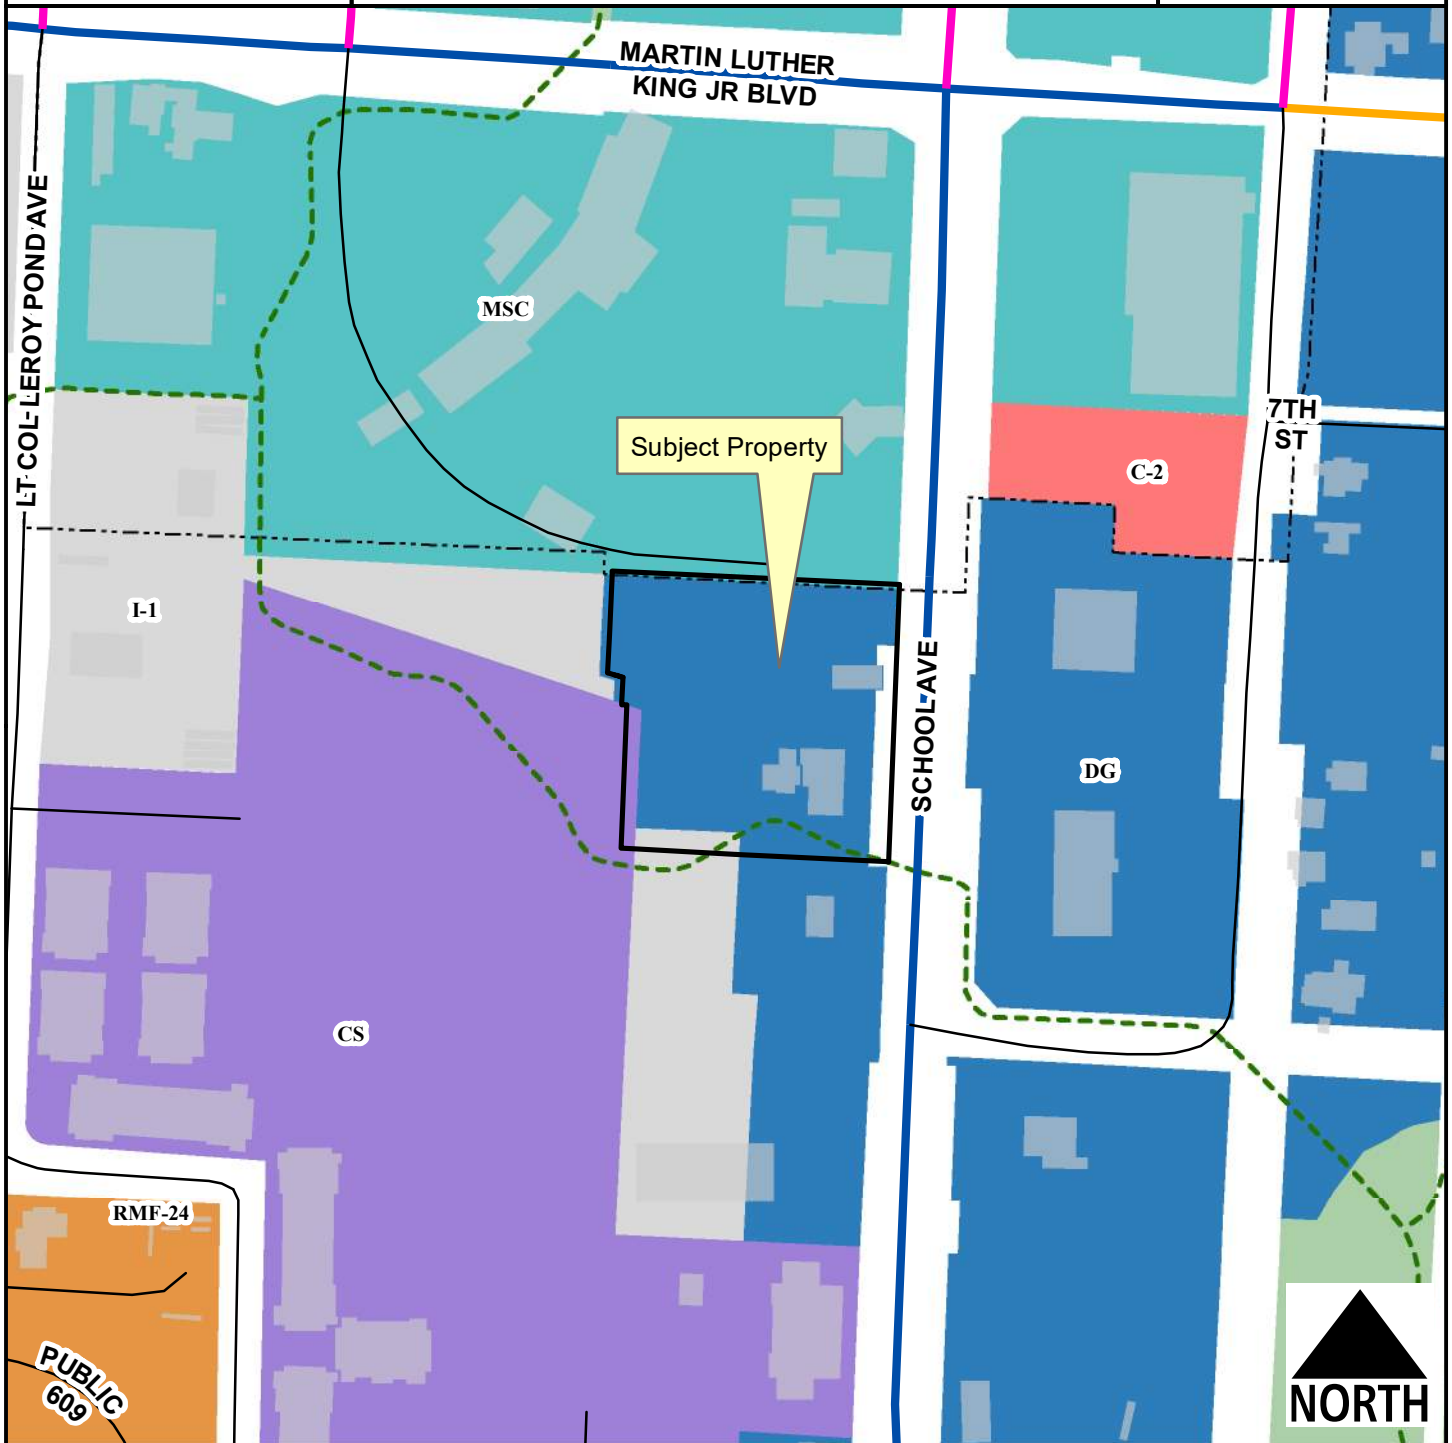 MARTIN LUTHER
KING JR BLVD
LT COL LEROY POND AVE
MSC
7TH
ST
Subject Property
C-2
I-1
SCHOOL AVE
DG
CS
RMF-24
PUBLIC
609
NORTH